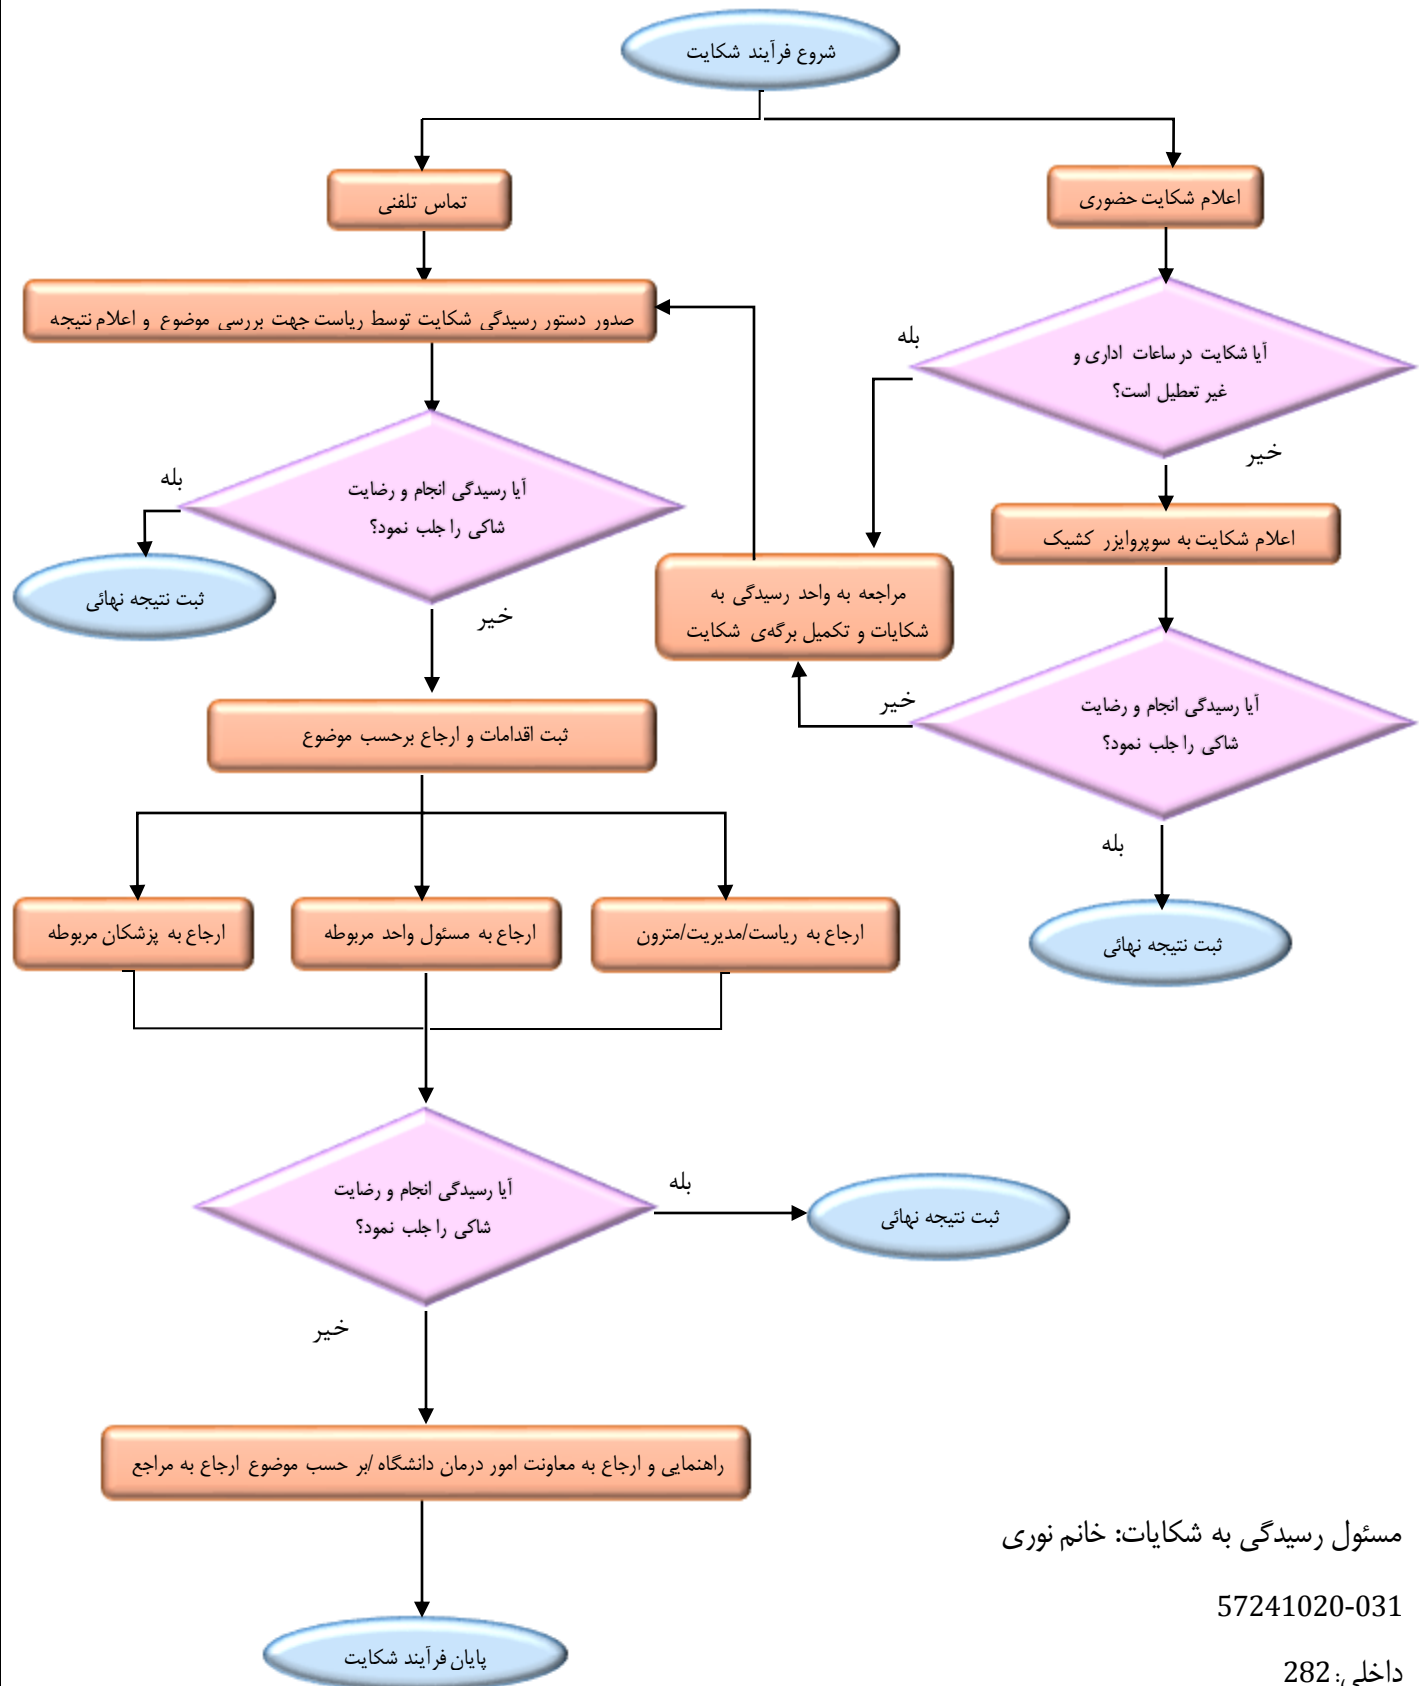 شروع فرآیند شکایت
اعلام شکایت حضوری
تماس تلفنی
صدور دستور رسیدگی شکایت توسط ریاست جهت بررسی موضوع و اعلام نتیجه
بله
آیا شکایت در ساعات اداری و
غیر تعطیل است؟
خیر
اعلام شکایت به سوپروایزر کشیک
بله
آیا رسیدگی انجام و رضایت
شاکی را جلب نمود؟
خیر
ثبت نتیجه نهائی
مراجعه به واحد رسیدگی به
شکایات و تکمیل برگه‌ی شکایت
خیر
آیا رسیدگی انجام و رضایت
شاکی را جلب نمود؟
بله
ثبت نتیجه نهائی
ثبت اقدامات و ارجاع برحسب موضوع
ارجاع به ریاست/مدیریت/مترون
ارجاع به مسئول واحد مربوطه
ارجاع به پزشکان مربوطه
آیا رسیدگی انجام و رضایت
شاکی را جلب نمود؟
بله
ثبت نتیجه نهائی
خیر
راهنمایی و ارجاع به معاونت امور درمان دانشگاه /بر حسب موضوع ارجاع به مراجع
پایان فرآیند شکایت
مسئول رسیدگی به شکایات: خانم نوری
57241020-031
داخلی: 282